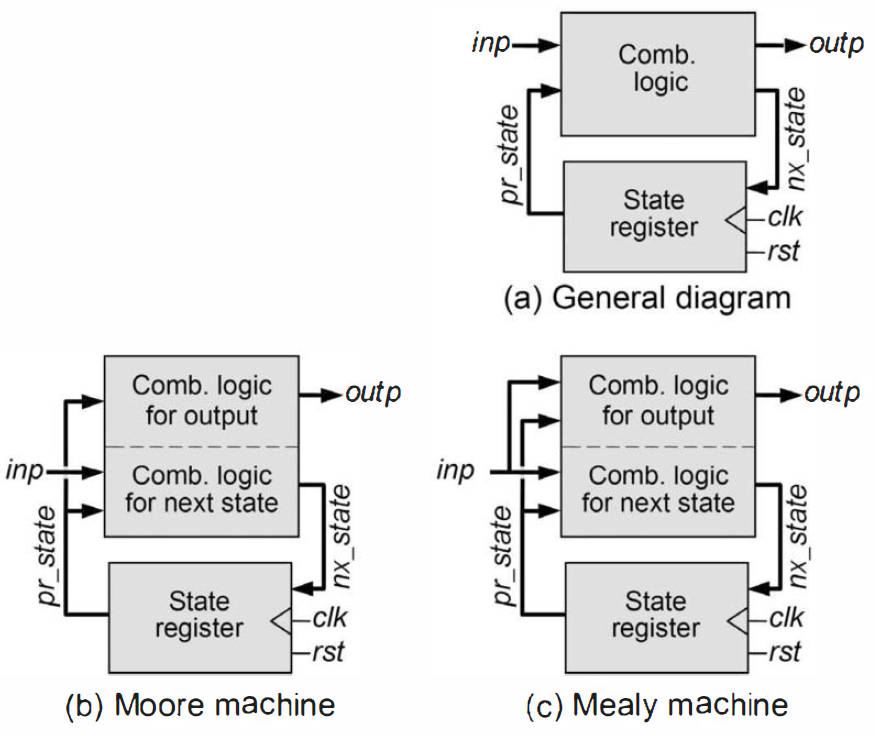 inp
outp
Comb.
logic
pr_state
nx_state
State
register
clk
rst
(a) General diagram
Comb. logic
for output
outp
inp
Comb. logic
for next state
pr_state
nx_state
State
register
clk
rst
(b) Moore machine
Comb. logic
for output
outp
inp
Comb. logic
for next state
pr_state
nx_state
State
register
clk
rst
(c) Mealy machine